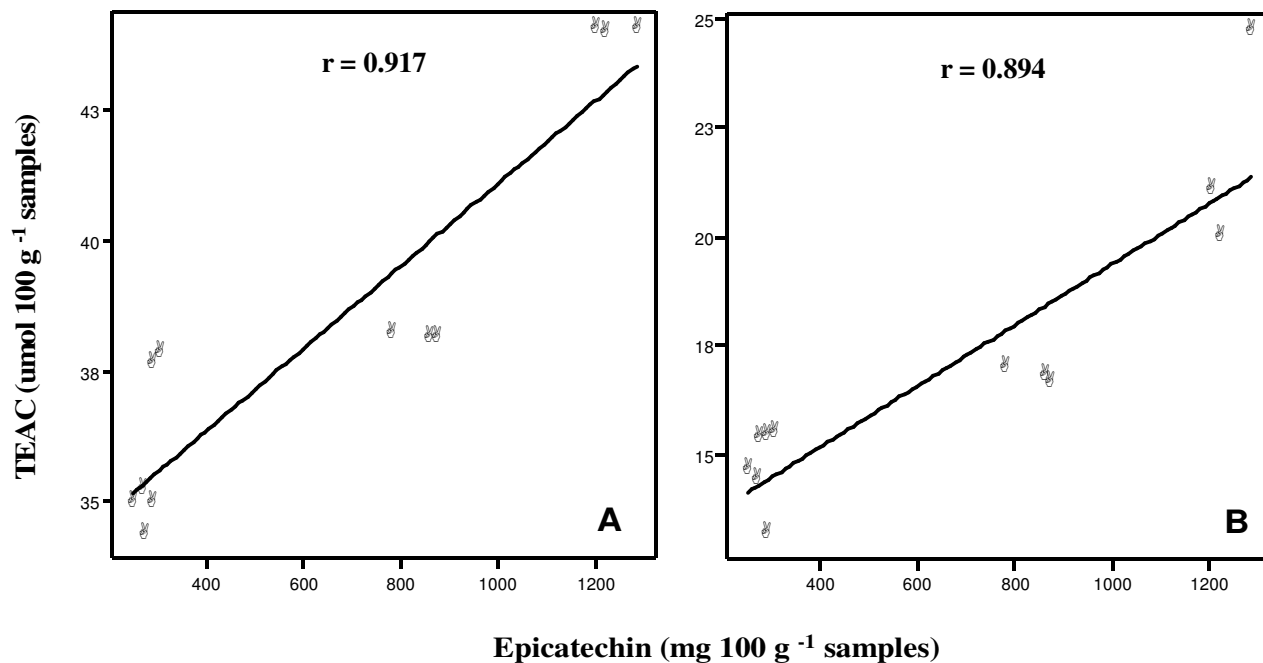 r = 0.917
r = 0.894
TEAC (umol 100 g -1 samples)
43
40
38
35
25
23
20
18
15
A
B
400 600 800 1000 1200
400 600 800 1000 1200
Epicatechin (mg 100 g -1 samples)